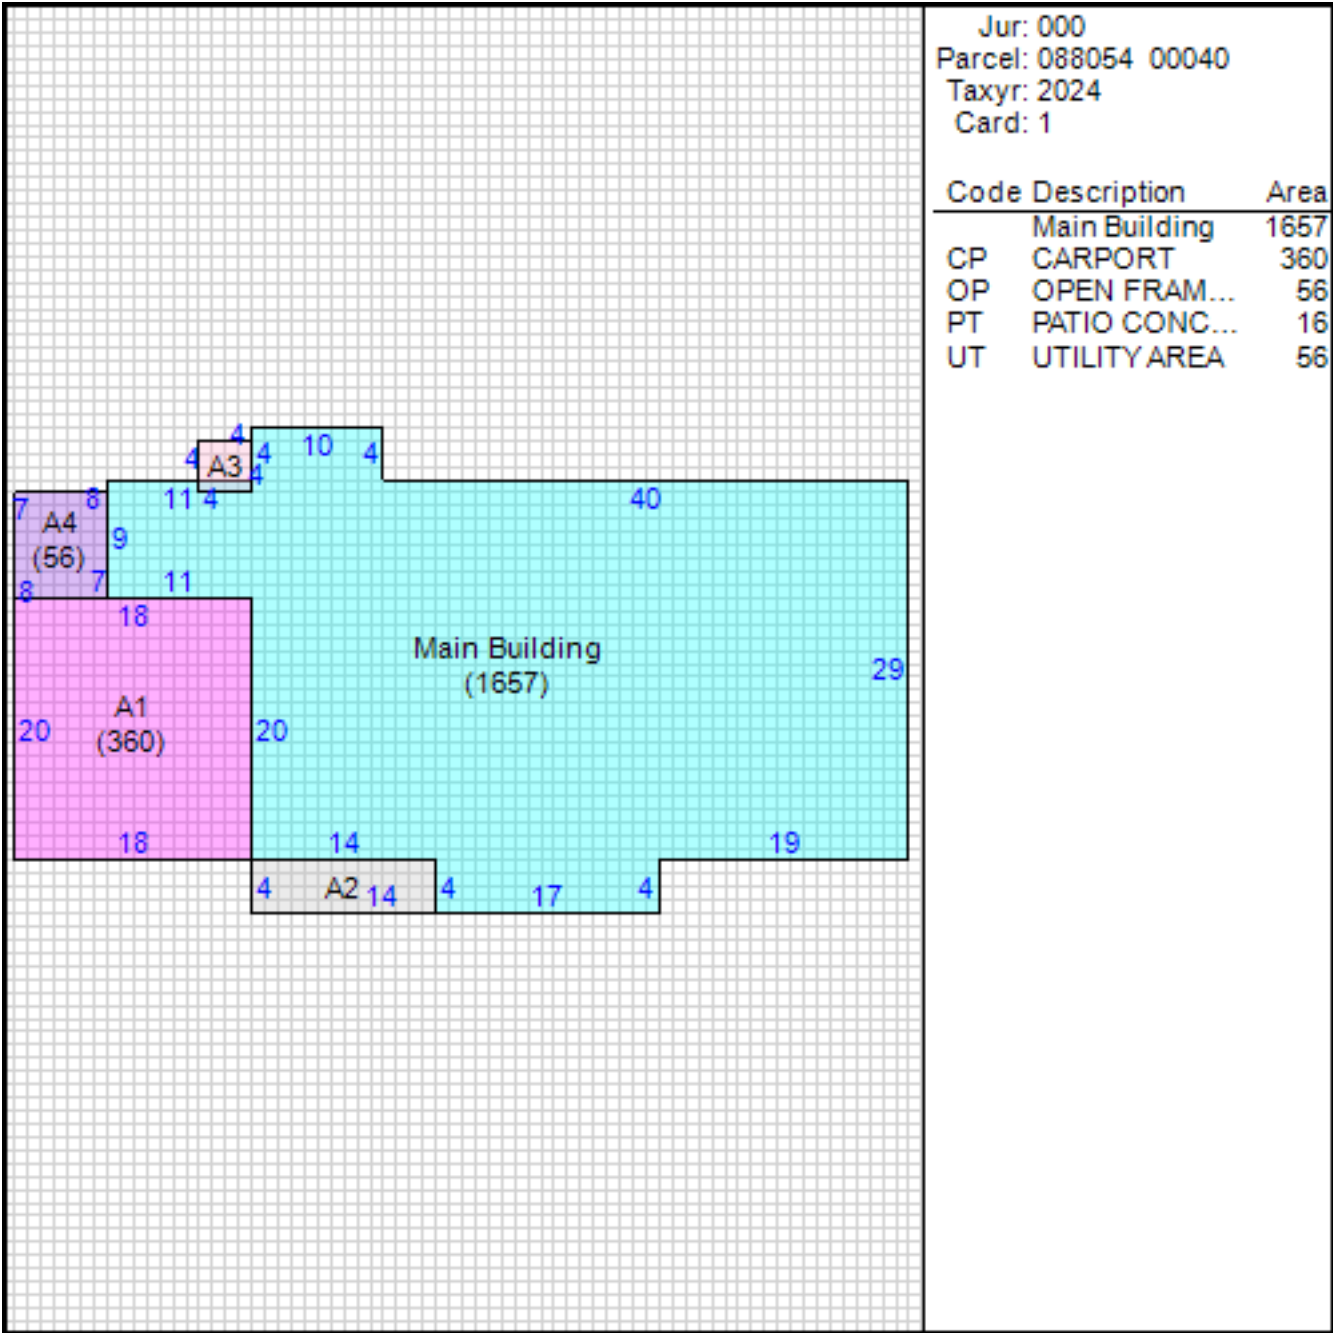 Jur: 000
Parcel: 088054 00040
Taxyr: 2024
Card: 1
Code Description Area
Main Building 1657
CP CARPORT 360
OP OPEN FRAM... 56
PT PATIO CONC... 16
UT UTILITY AREA 56
4
10
4
4
4
A3
4
7
8
11
4
40
A4
(56)
9
8
7
11
18
Main Building
(1657)
29
A1
(360)
20
20
18
14
19
4
A2
14
4
17
4